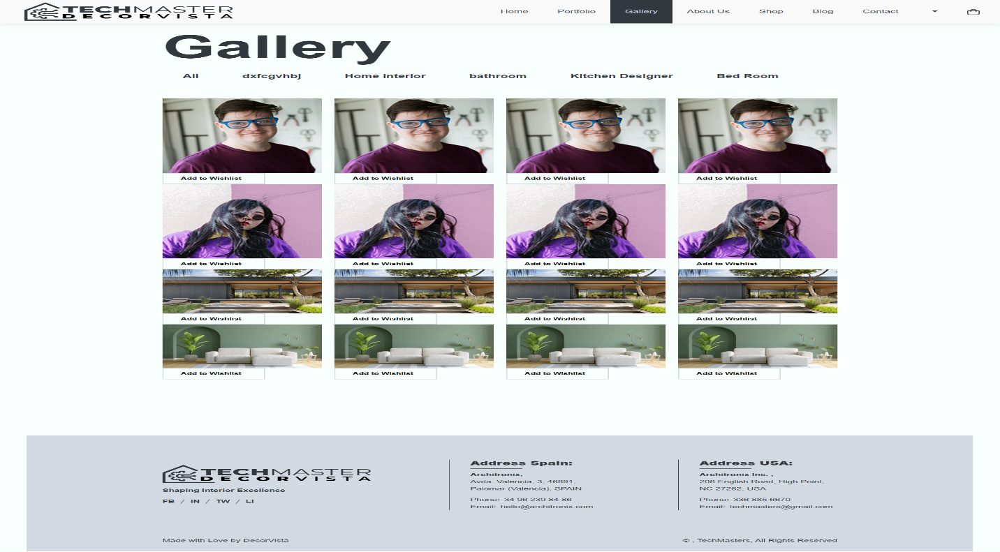 TECHMASTER
DECORVISTA
Home Portfolio Gallery About Us Shop Blog Contact
Gallery
All dxfcgvhbj Home Interior bathroom Kitchen Designer Bed Room
Add to Wishlist Add to Wishlist Add to Wishlist Add to Wishlist
Add to Wishlist Add to Wishlist Add to Wishlist Add to Wishlist
Add to Wishlist Add to Wishlist Add to Wishlist Add to Wishlist
Add to Wishlist Add to Wishlist Add to Wishlist Add to Wishlist
TECHMASTER
DECORVISTA
Shaping Interior Excellence
FB / IN / TW / LI
Address Spain:
Architronix,
Avda. Valencia, 3, 46891,
Palomar (Valencia), SPAIN
Phone: 34 96 239 84 86
Email: hello@architronix.com
Address USA:
Architronix Inc. ,
208 English Road, High Point,
NC 27262, USA
Phone: 336 885 6670
Email: techmasters@gmail.com
Made with Love by DecorVista
© , TechMasters, All Rights Reserved